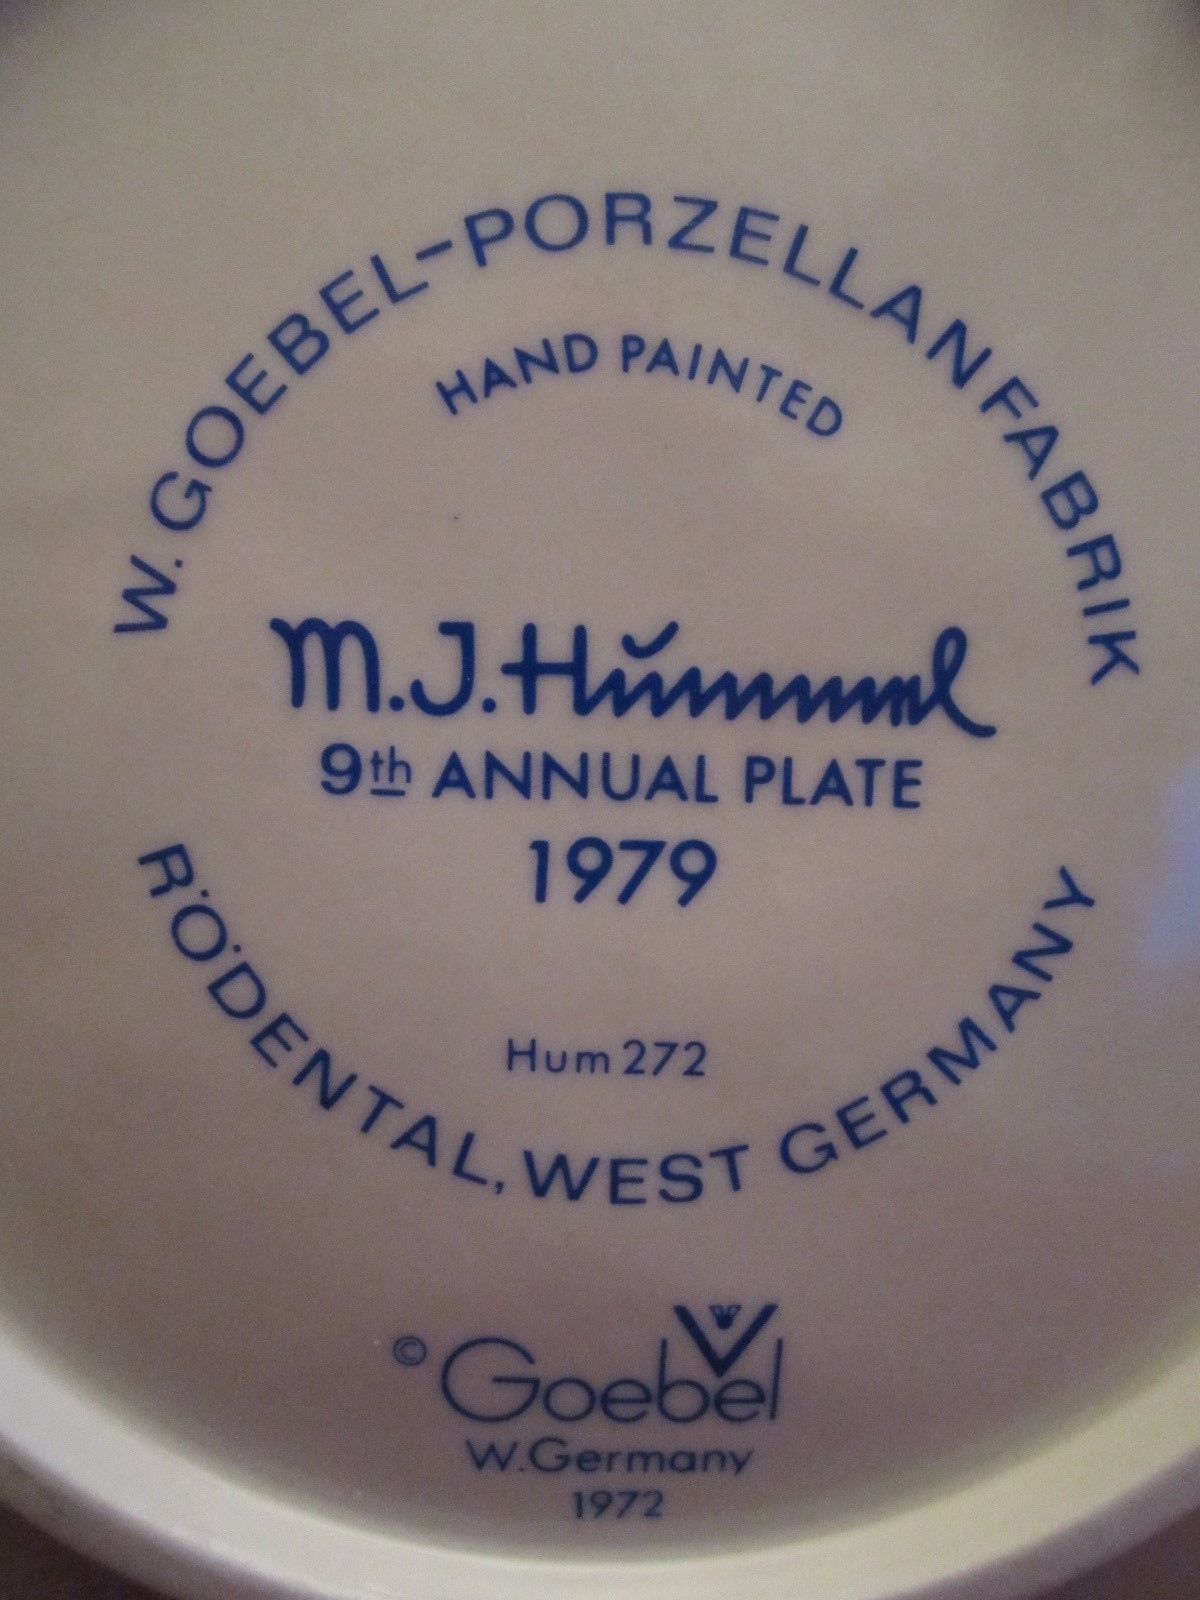 W. GOEBEL-PORZELLANFABRIK
HAND PAINTED
M.J.Hummel
9th ANNUAL PLATE
1979
Hum 272
RÖDENTAL, WEST GERMANY
© Goebel
W.Germany
1972